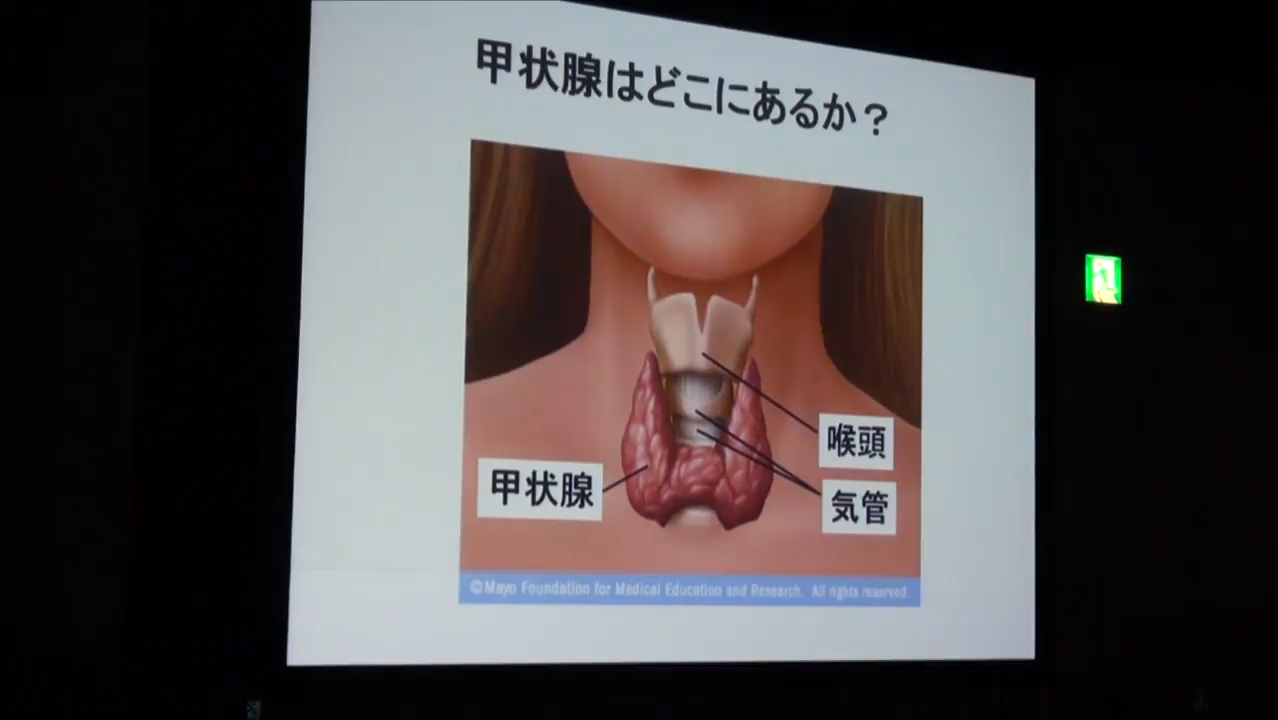 甲状腺はどこにあるか？
喉頭
甲状腺
気管
©Mayo Foundation for Medical Education and Research. All rights reserved.